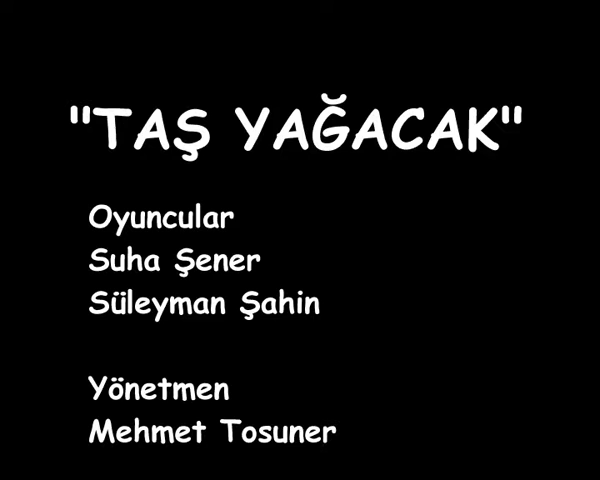 "TAŞ YAĞACAK"
Oyuncular
Suha Şener
Süleyman Şahin
Yönetmen
Mehmet Tosuner